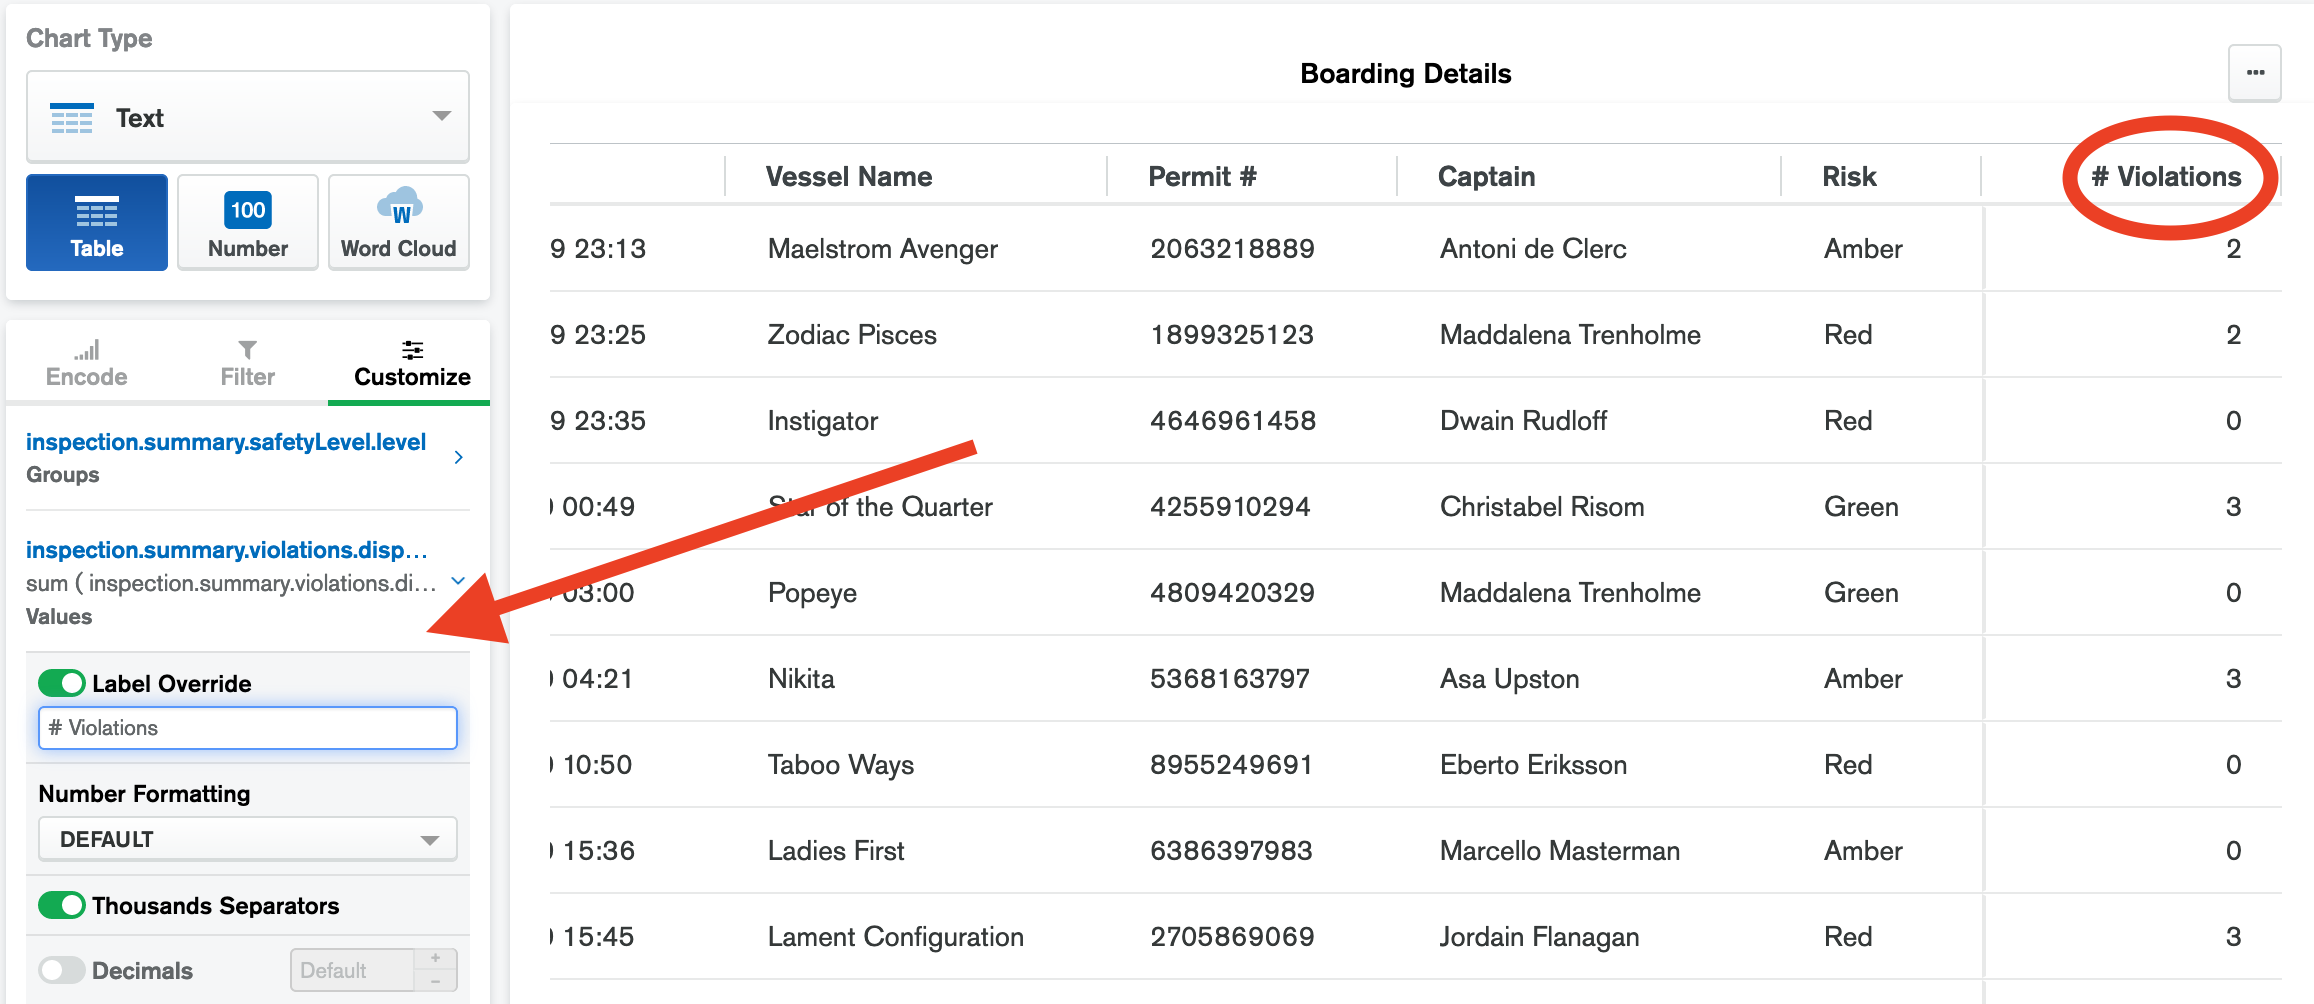 Chart Type
Text
Table
100
Number
W
Word Cloud
Encode
Filter
Customize
inspection.summary.safetyLevel.level
Groups
inspection.summary.violations.disp...
sum ( inspection.summary.violations.di...
Values
Label Override
# Violations
Number Formatting
DEFAULT
Thousands Separators
Decimals
Default
+
-
Boarding Details
...
Vessel Name Permit # Captain Risk # Violations
9 23:13 Maelstrom Avenger 2063218889 Antoni de Clerc Amber 2
9 23:25 Zodiac Pisces 1899325123 Maddalena Trenholme Red 2
9 23:35 Instigator 4646961458 Dwain Rudloff Red 0
00:49 Star of the Quarter 4255910294 Christabel Risom Green 3
03:00 Popeye 4809420329 Maddalena Trenholme Green 0
04:21 Nikita 5368163797 Asa Upston Amber 3
10:50 Taboo Ways 8955249691 Eberto Eriksson Red 0
15:36 Ladies First 6386397983 Marcello Masterman Amber 0
15:45 Lament Configuration 2705869069 Jordain Flanagan Red 3